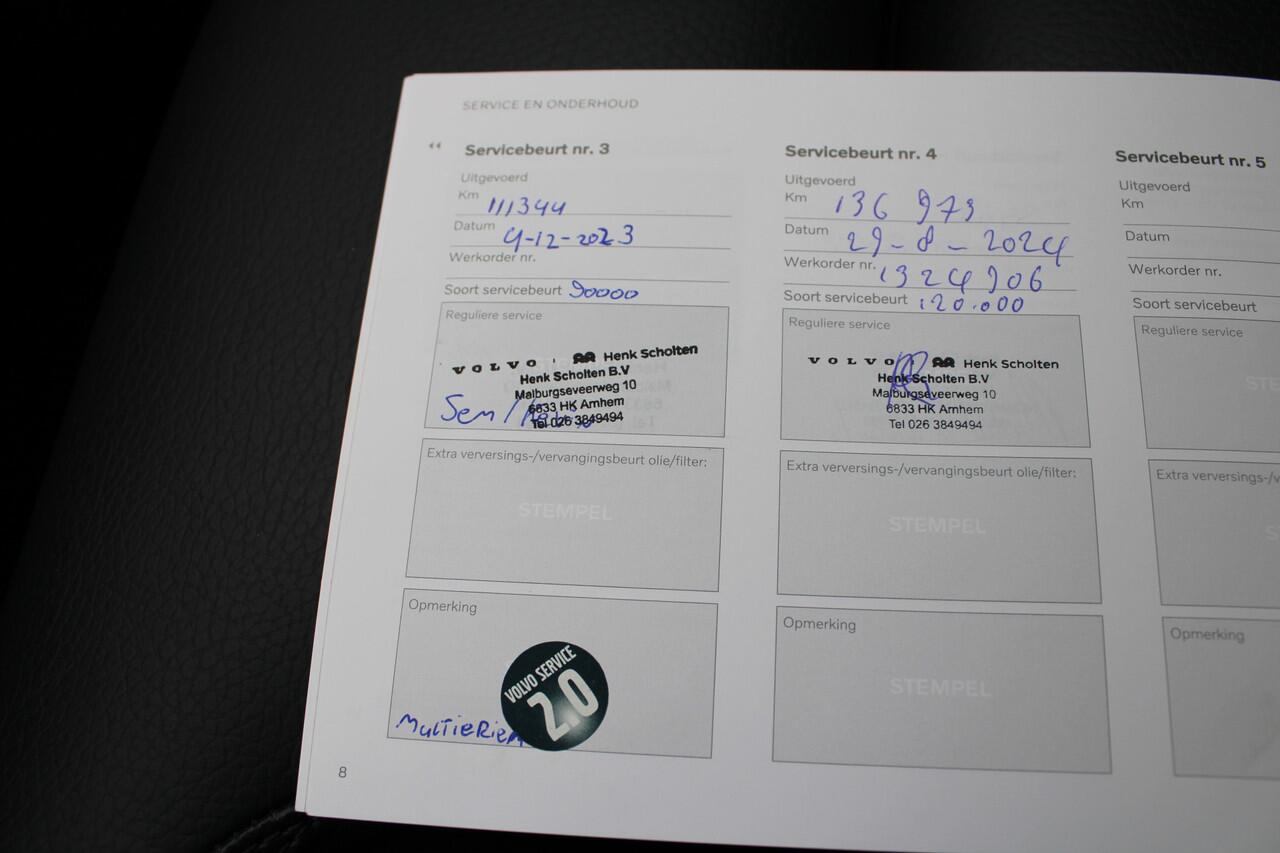 SERVICE EN ONDERHOUD
Servicebeurt nr. 3
Uitgevoerd
Km 111344
Datum 4-12-2023
Werkorder nr.
Soort servicebeurt 90000
Reguliere service
VOLVO Henk Scholten
Henk Scholten B.V
Malburgseveerweg 10
6833 HK Arnhem
Tel 026 3849494
Extra verversings-/vervangingsbeurt olie/filter:
STEMPEL
Opmerking
VOLVO SERVICE
2.0
MultieRiem
8
Servicebeurt nr. 4
Uitgevoerd
Km 136 979
Datum 29-8-2024
Werkorder nr. 1324906
Soort servicebeurt 120.000
Reguliere service
VOLVO Henk Scholten
Henk Scholten B.V
Malburgseveerweg 10
6833 HK Arnhem
Tel 026 3849494
Extra verversings-/vervangingsbeurt olie/filter:
STEMPEL
Opmerking
STEMPEL
Servicebeurt nr. 5
Uitgevoerd
Km
Datum
Werkorder nr.
Soort servicebeurt
Reguliere service
STE
Extra verversings-/v
S
Opmerking